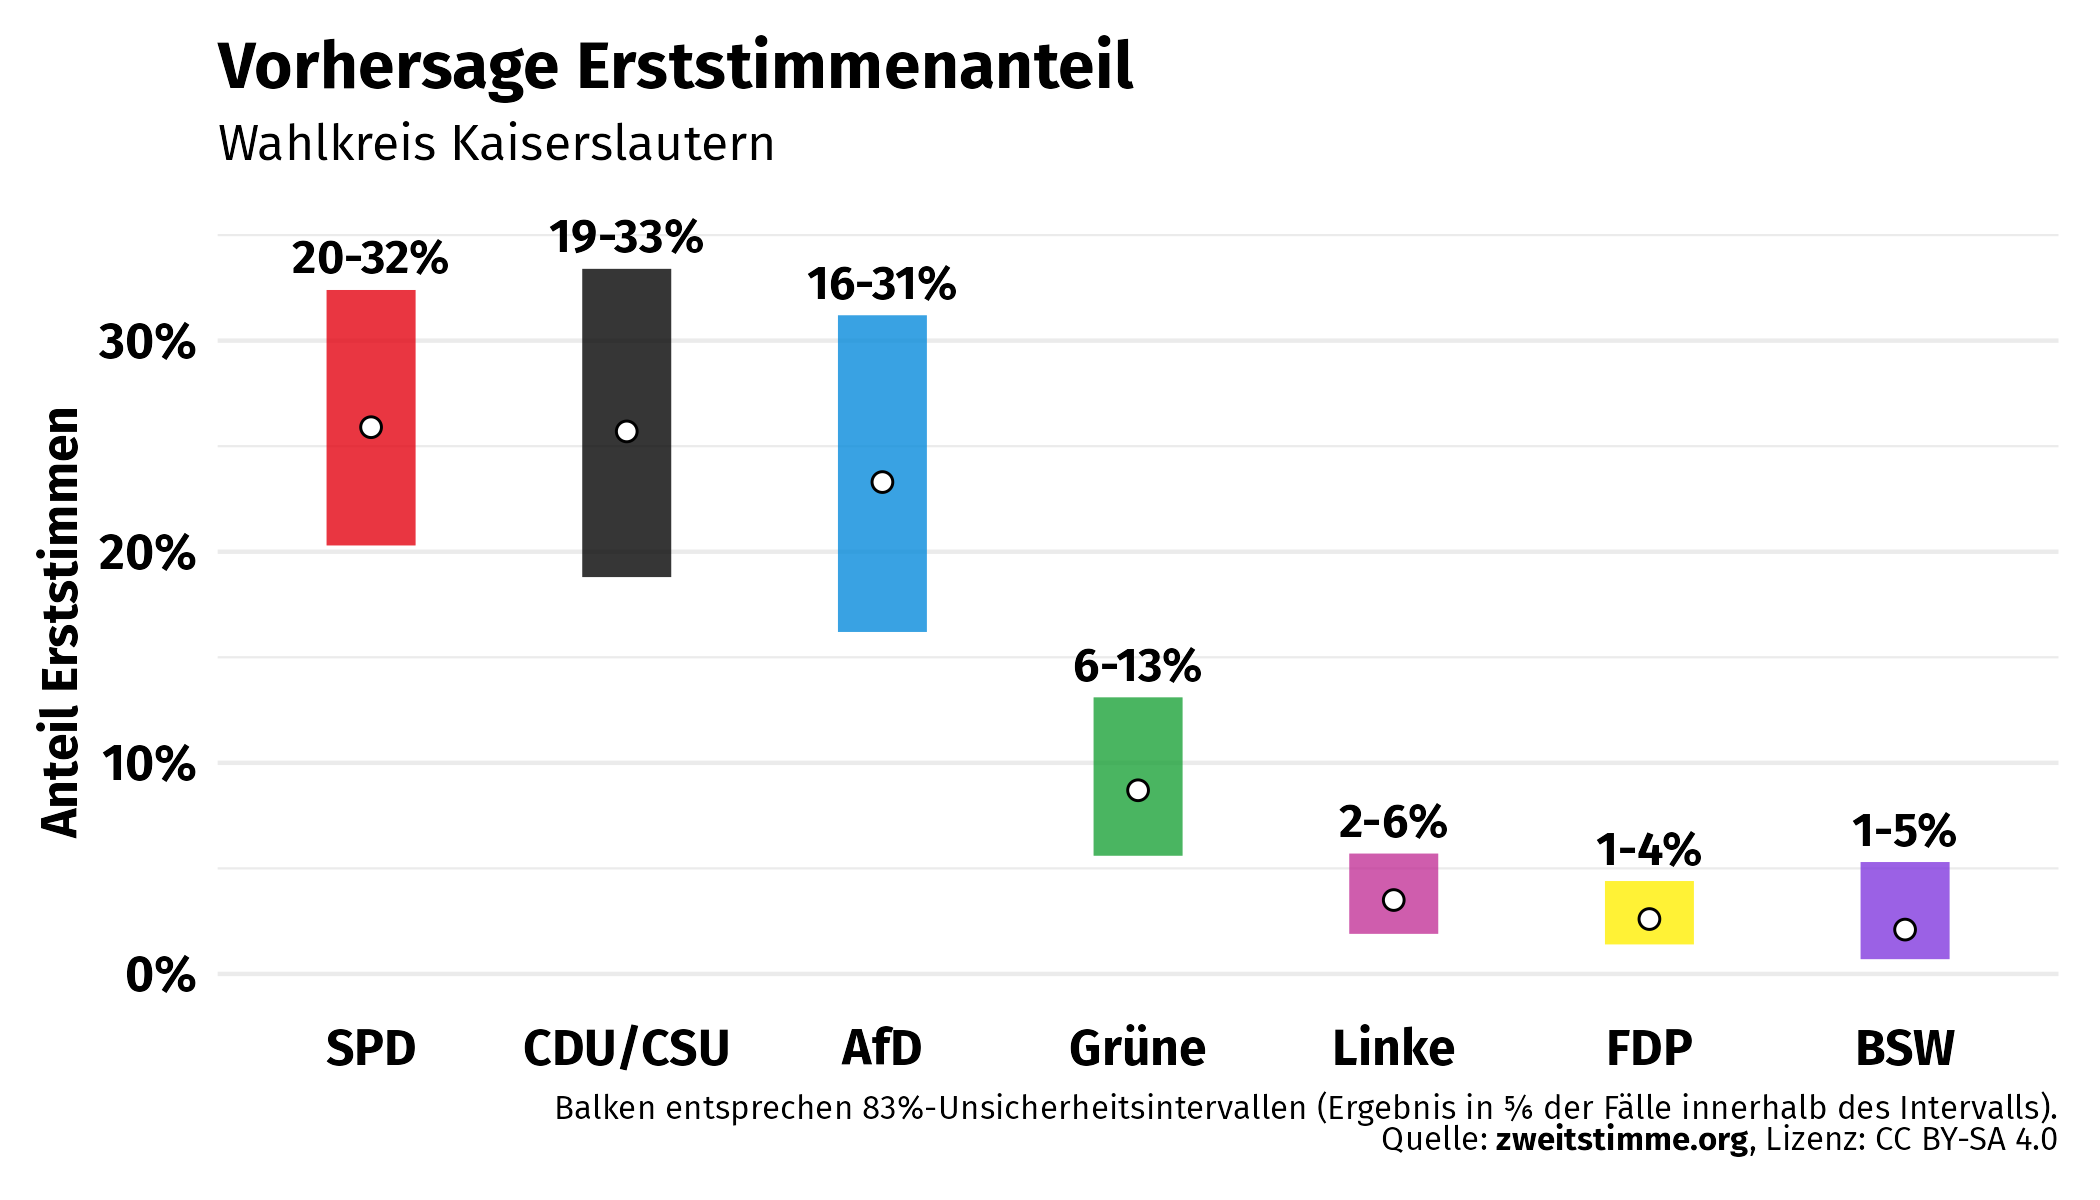 Vorhersage Erststimmenanteil
Wahlkreis Kaiserslautern
Anteil Erststimmen
30%
20%
10%
0%
20-32%
19-33%
16-31%
6-13%
2-6%
1-4%
1-5%
SPD
CDU/CSU
AfD
Grüne
Linke
FDP
BSW
Balken entsprechen 83%-Unsicherheitsintervallen (Ergebnis in ⅚ der Fälle innerhalb des Intervalls).
Quelle: zweitstimme.org, Lizenz: CC BY-SA 4.0